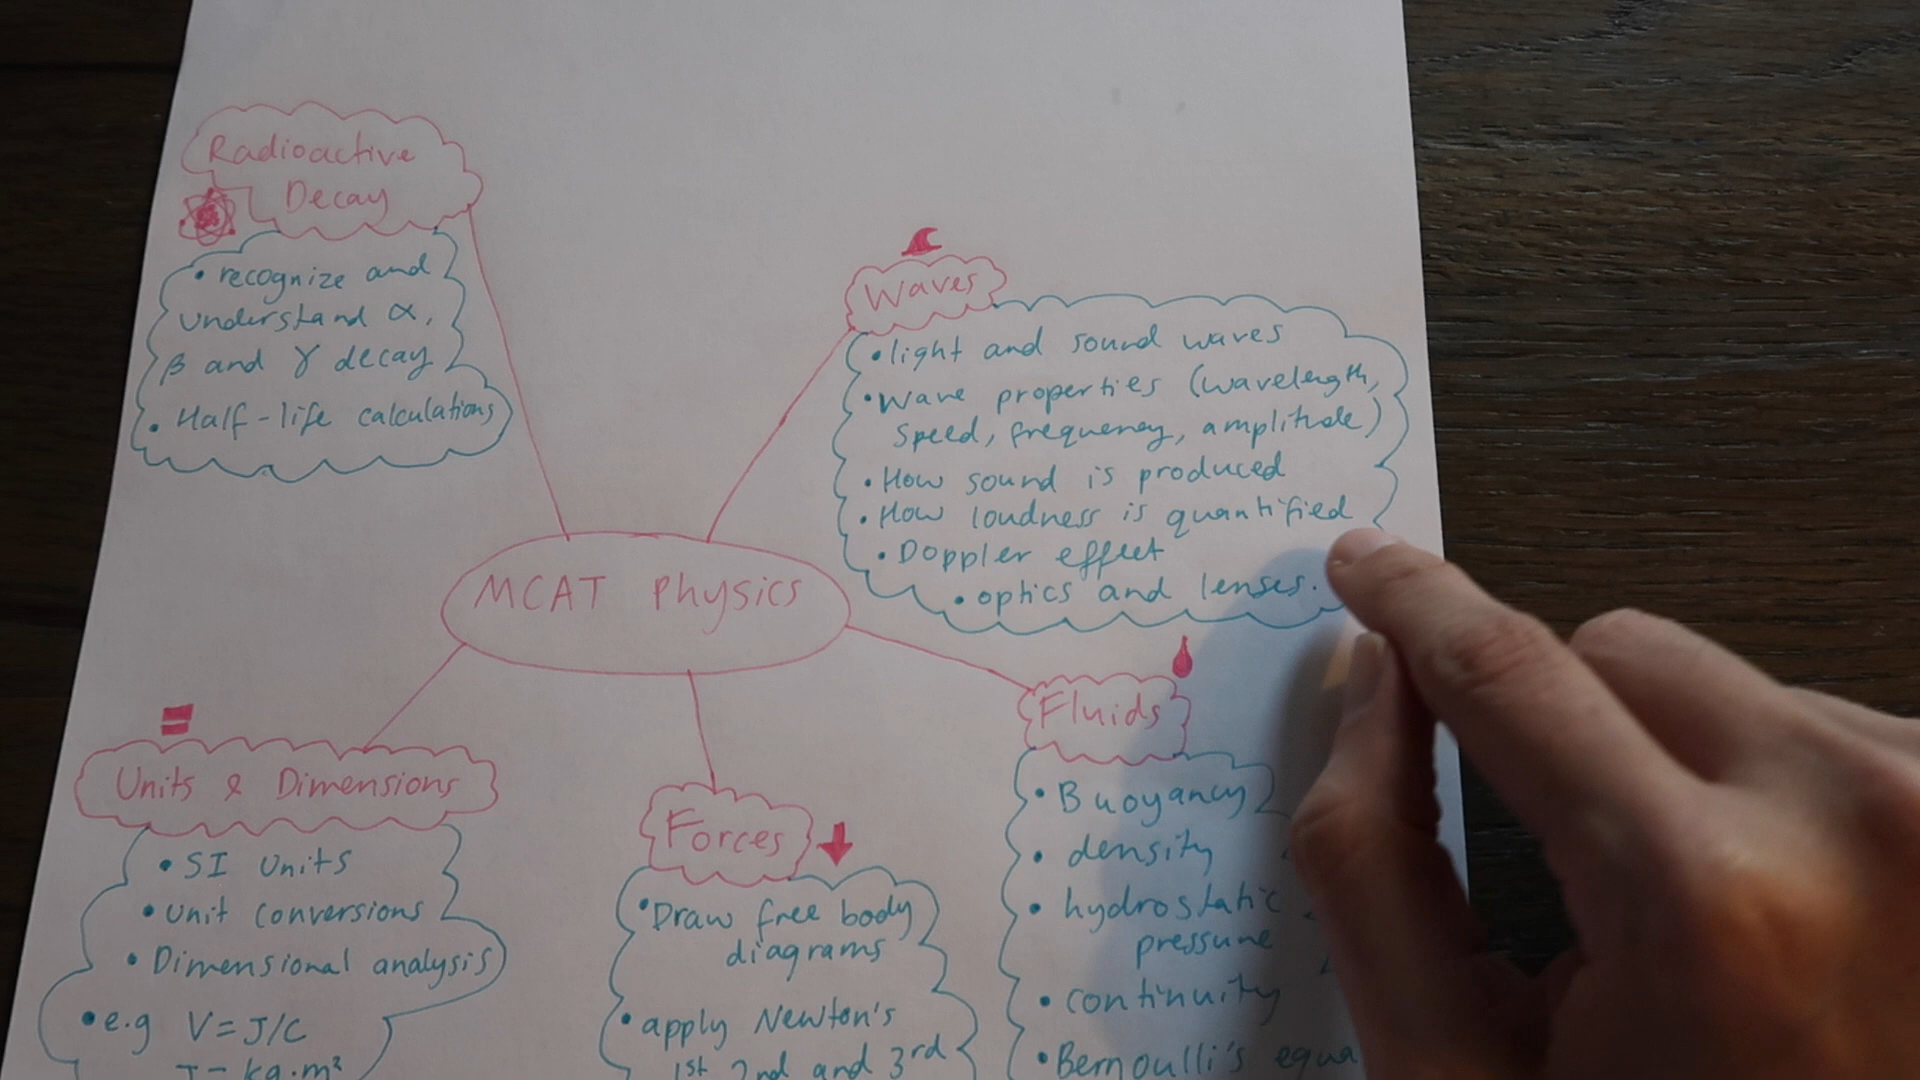 Radioactive
Decay
• recognize and
understand α,
β and γ decay
• Half-life calculations
Waves
• light and sound waves
• Wave properties (wavelength,
speed, frequency, amplitude)
• How sound is produced
• How loudness is quantified
• Doppler effect
• optics and lenses.
MCAT Physics
Units & Dimensions
• SI Units
• Unit conversions
• Dimensional analysis
• e.g V = J/C
J = kg.m²
Forces
• Draw free body
diagrams
• apply Newton's
1st 2nd and 3rd
Fluids
• Buoyancy
• density
• hydrostatic
pressure
• continuity
• Bernoulli's